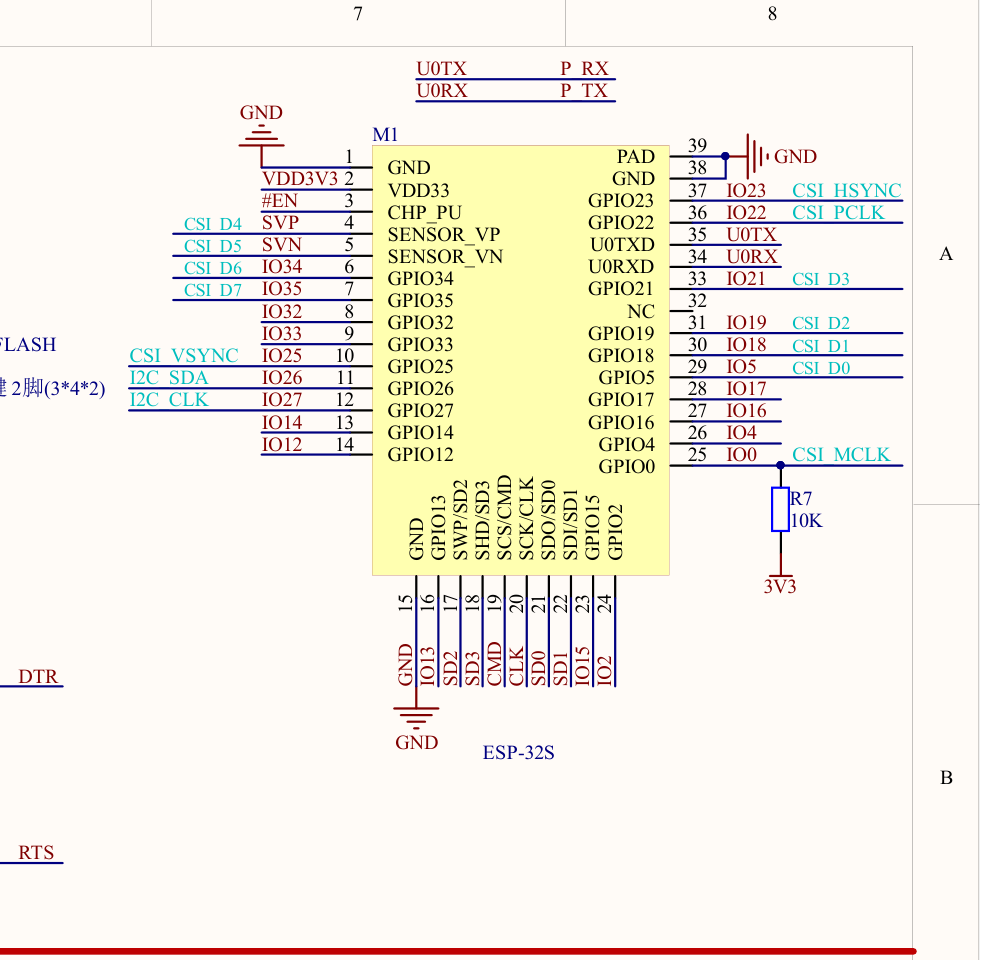 7
8
U0TX P_RX
U0RX P_TX
GND
M1
1 GND
VDD3V3 2 VDD33
#EN 3 CHP_PU
CSI_D4 SVP 4 SENSOR_VP
CSI_D5 SVN 5 SENSOR_VN
CSI_D6 IO34 6 GPIO34
CSI_D7 IO35 7 GPIO35
IO32 8 GPIO32
IO33 9 GPIO33
CSI_VSYNC IO25 10 GPIO25
I2C_SDA IO26 11 GPIO26
I2C_CLK IO27 12 GPIO27
IO14 13 GPIO14
IO12 14 GPIO12
PAD 39 GND
GND 38
GPIO23 37 IO23 CSI_HSYNC
GPIO22 36 IO22 CSI_PCLK
U0TXD 35 U0TX
U0RXD 34 U0RX
GPIO21 33 IO21 CSI_D3
NC 32
GPIO19 31 IO19 CSI_D2
GPIO18 30 IO18 CSI_D1
GPIO5 29 IO5 CSI_D0
GPIO17 28 IO17
GPIO16 27 IO16
GPIO4 26 IO4
GPIO0 25 IO0 CSI_MCLK
R7
10K
3V3
GND 15 GND
GPIO13 16 IO13
SWP/SD2 17 SD2
SHD/SD3 18 SD3
SCS/CMD 19 CMD
SCK/CLK 20 CLK
SDO/SD0 21 SD0
SDI/SD1 22 SD1
GPIO15 23 IO15
GPIO2 24 IO2
GND
ESP-32S
FLASH
2脚(3*4*2)
DTR
RTS
A
B